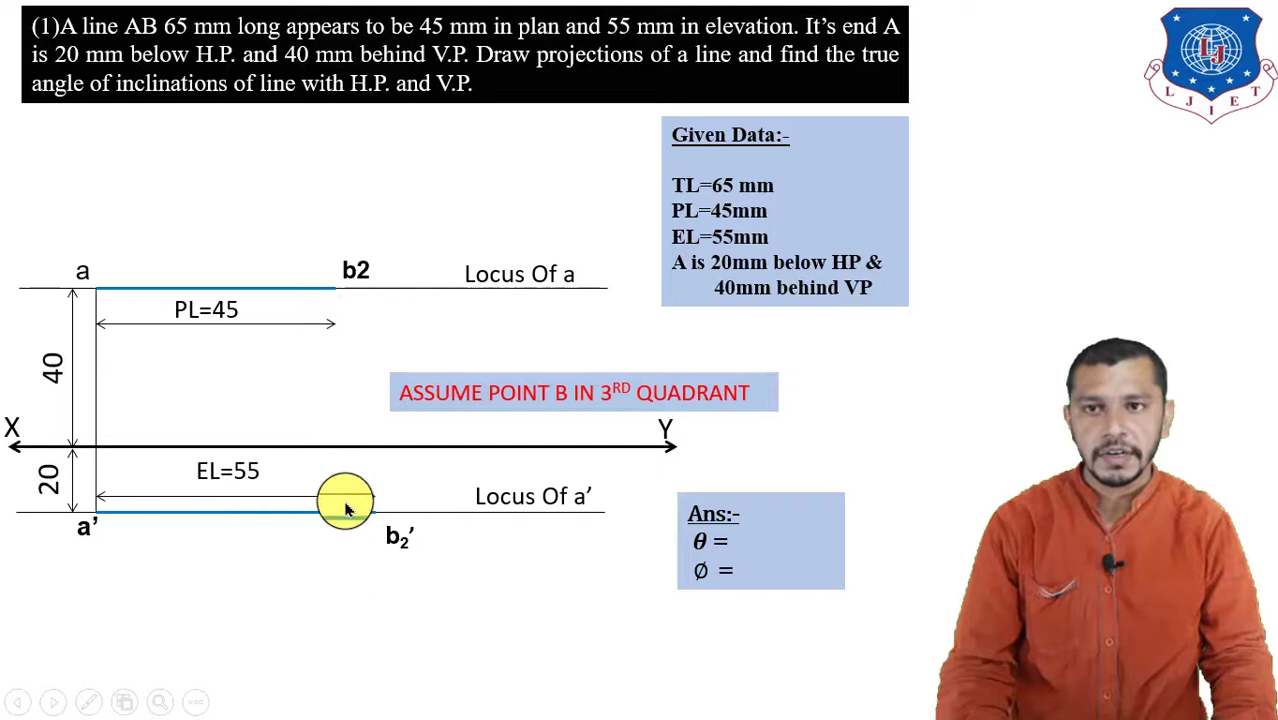 (1)A line AB 65 mm long appears to be 45 mm in plan and 55 mm in elevation. It’s end A
is 20 mm below H.P. and 40 mm behind V.P. Draw projections of a line and find the true
angle of inclinations of line with H.P. and V.P.
L J I E T
Given Data:-
TL=65 mm
PL=45mm
EL=55mm
A is 20mm below HP &
40mm behind VP
a
b2
Locus Of a
PL=45
40
ASSUME POINT B IN 3RD QUADRANT
X
Y
EL=55
20
Locus Of a’
a’
b2’
Ans:-
θ =
∅ =